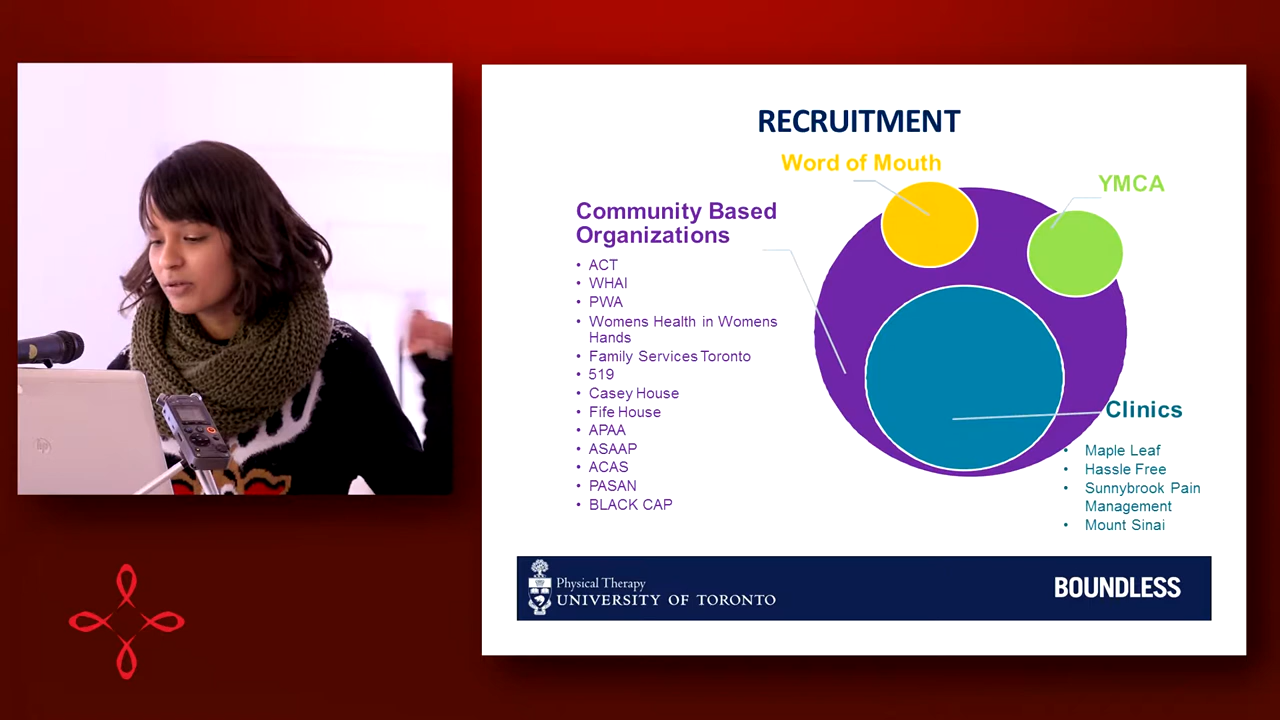 RECRUITMENT
Word of Mouth
YMCA
Community Based
Organizations
• ACT
• WHAI
• PWA
• Womens Health in Womens
Hands
• Family Services Toronto
• 519
• Casey House
• Fife House
• APAA
• ASAAP
• ACAS
• PASAN
• BLACK CAP
Clinics
• Maple Leaf
• Hassle Free
• Sunnybrook Pain
Management
• Mount Sinai
Physical Therapy
UNIVERSITY OF TORONTO
BOUNDLESS
hp